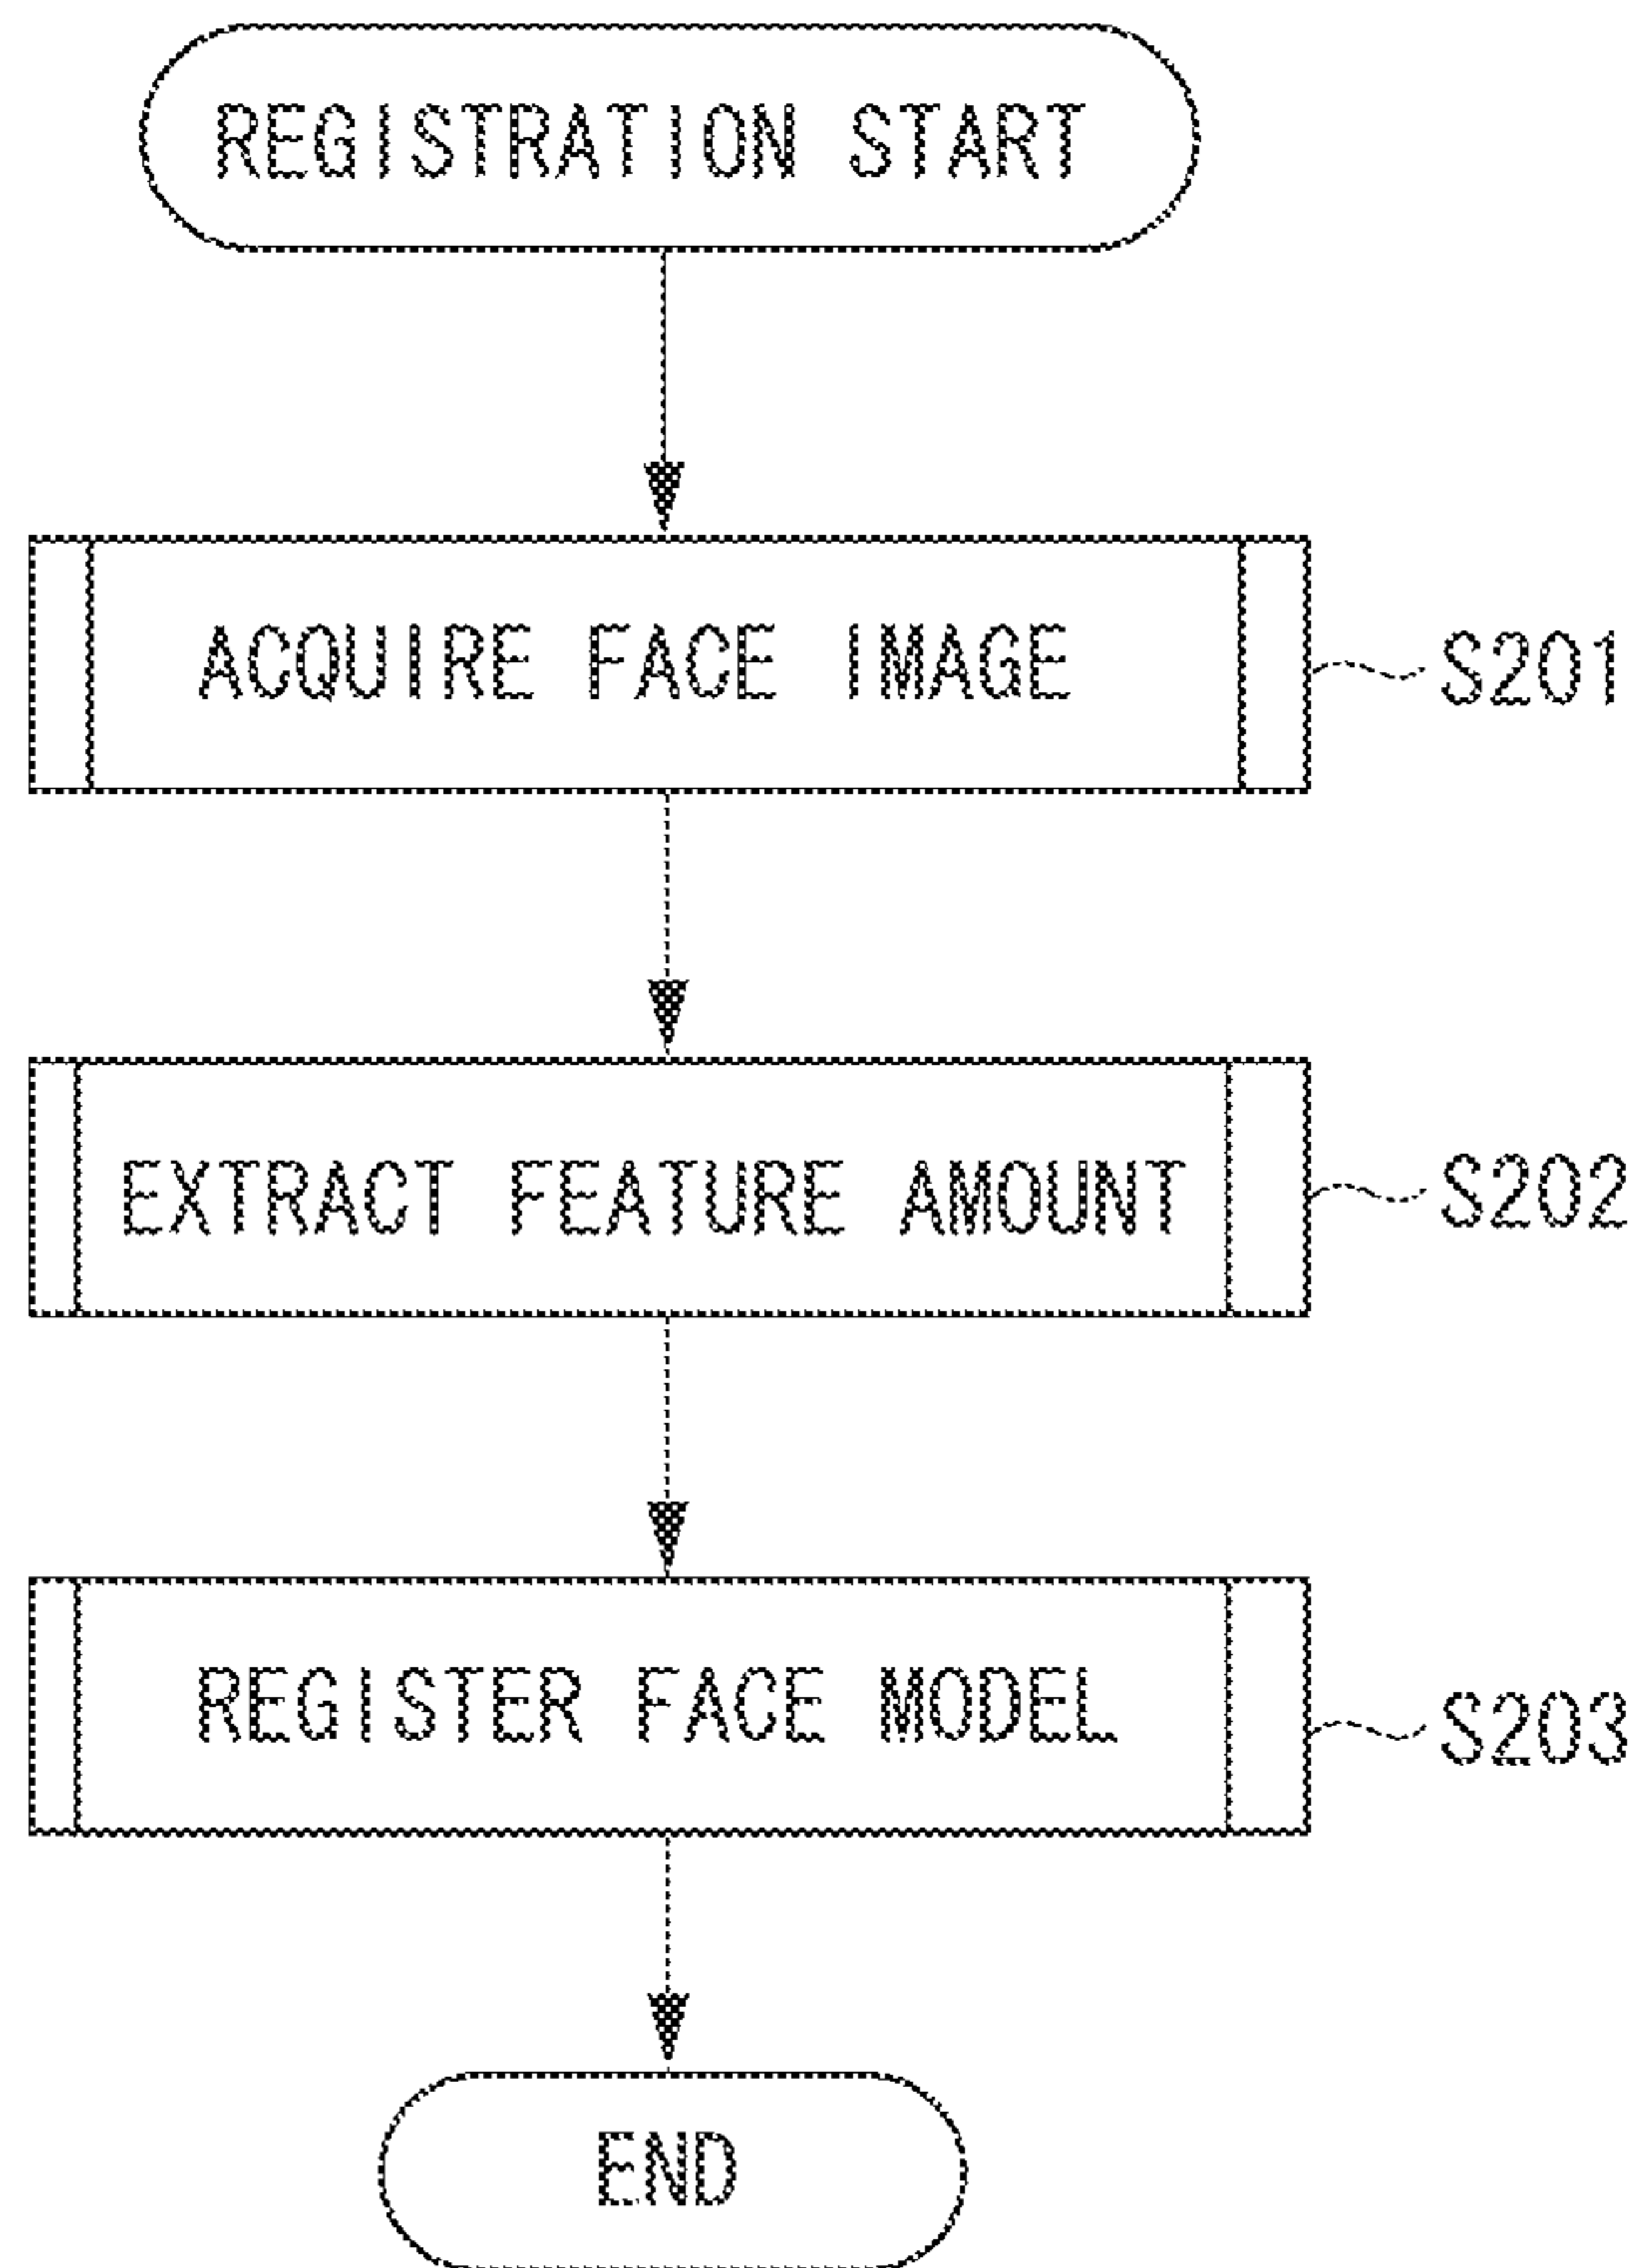 REGISTRATION START
ACQUIRE FACE IMAGE
S201
EXTRACT FEATURE AMOUNT
S202
REGISTER FACE MODEL
S203
END